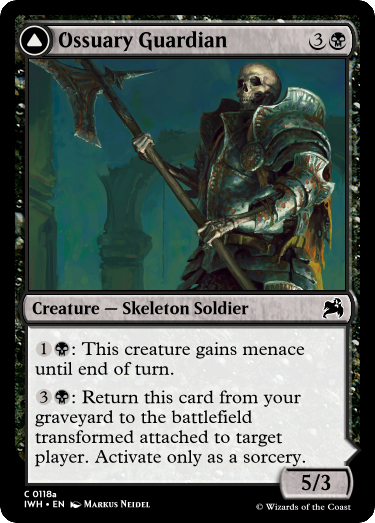 Ossuary Guardian 3
Creature — Skeleton Soldier
1: This creature gains menace
until end of turn.
3: Return this card from your
graveyard to the battlefield
transformed attached to target
player. Activate only as a sorcery.
5/3
C 0118a
IWH • EN Markus Neidel
© Wizards of the Coast